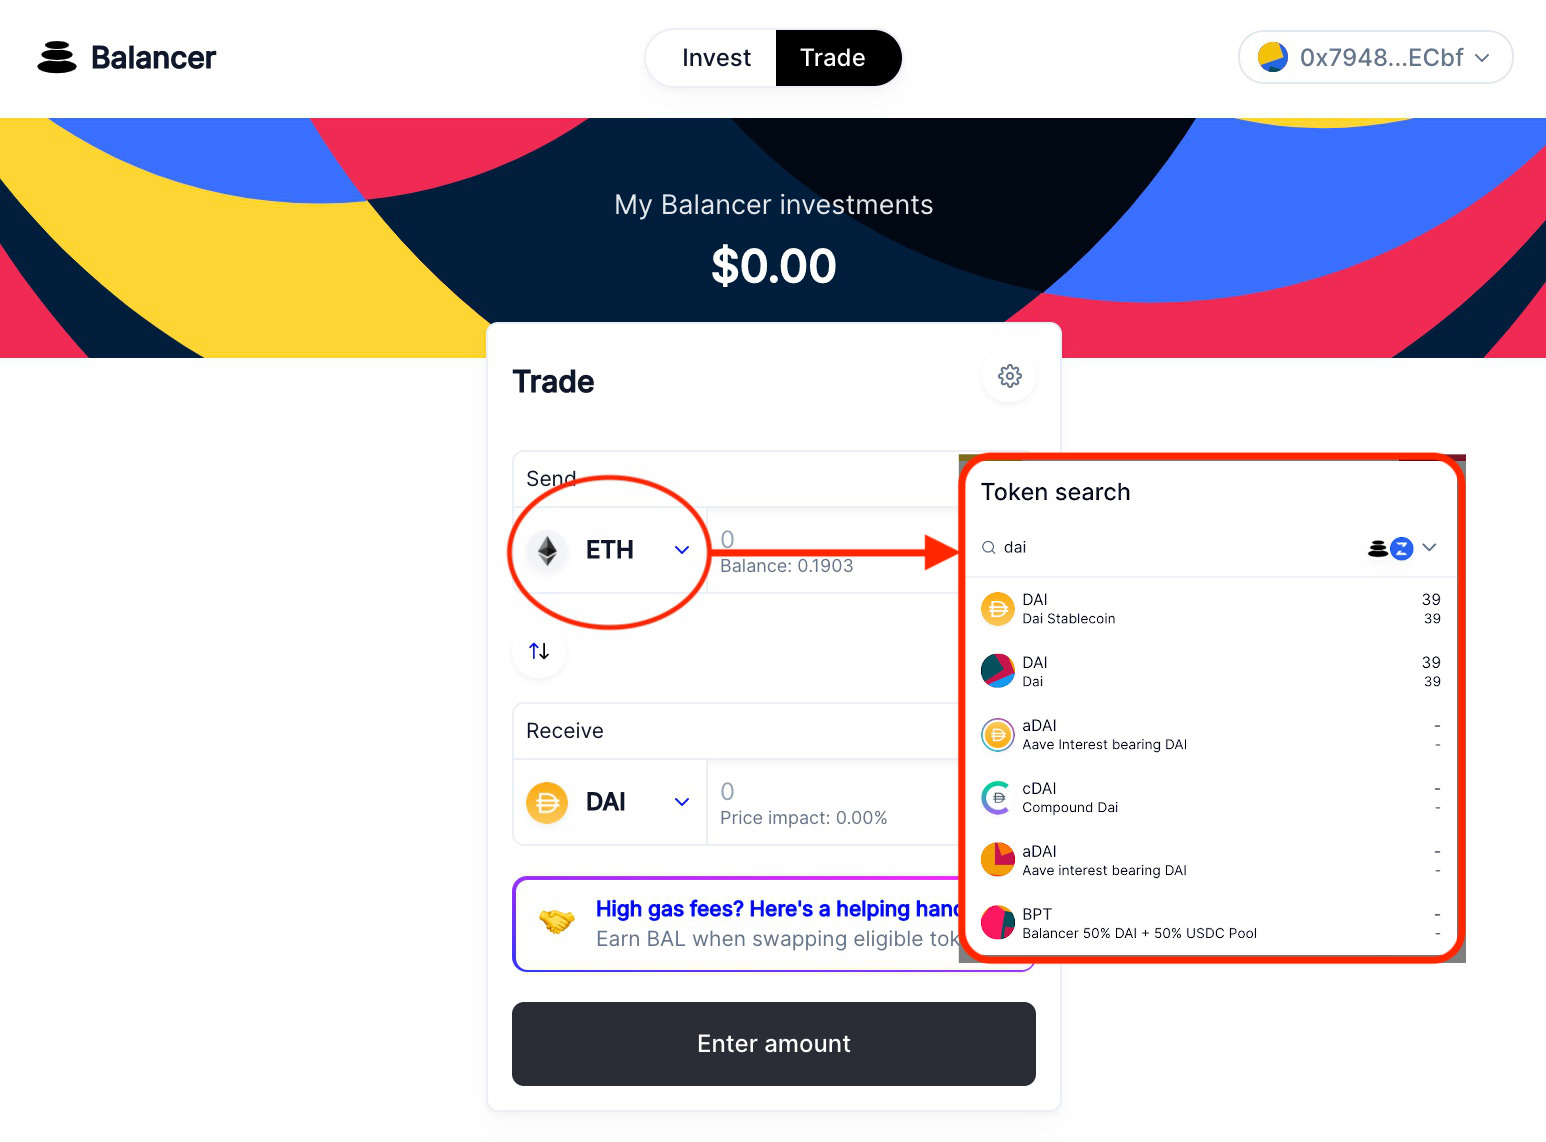 Balancer
Invest
Trade
0x7948...ECbf
My Balancer investments
$0.00
Trade
Send
ETH
0
Balance: 0.1903
Receive
DAI
0
Price impact: 0.00%
High gas fees? Here's a helping hand
Earn BAL when swapping eligible tok
Enter amount
Token search
dai
DAI 39
Dai Stablecoin 39
DAI 39
Dai 39
aDAI -
Aave Interest bearing DAI -
cDAI -
Compound Dai -
aDAI -
Aave interest bearing DAI -
BPT -
Balancer 50% DAI + 50% USDC Pool -